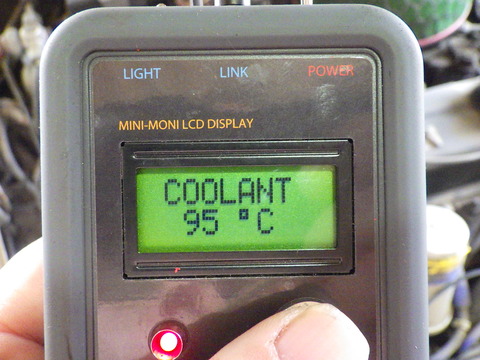 LIGHT LINK POWER
MINI-MONI LCD DISPLAY
COOLANT
95 °C